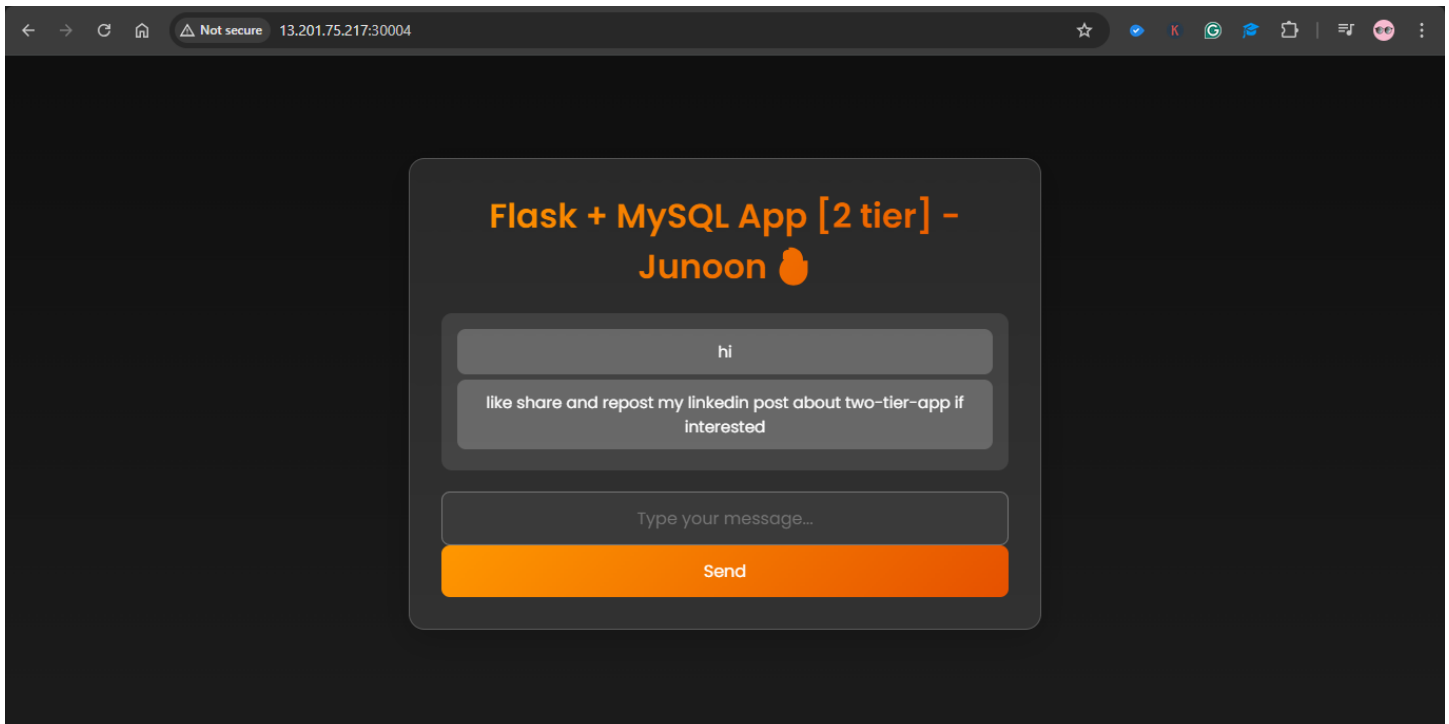 Not secure 13.201.75.217:30004
Flask + MySQL App [2 tier] -
Junoon
hi
like share and repost my linkedin post about two-tier-app if
interested
Type your message...
Send